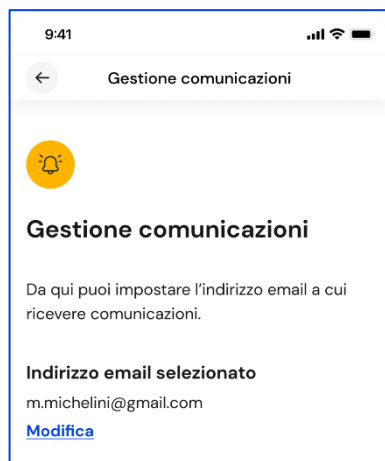 9:41
Gestione comunicazioni
Gestione comunicazioni
Da qui puoi impostare l'indirizzo email a cui
ricevere comunicazioni.
Indirizzo email selezionato
m.michelini@gmail.com
Modifica